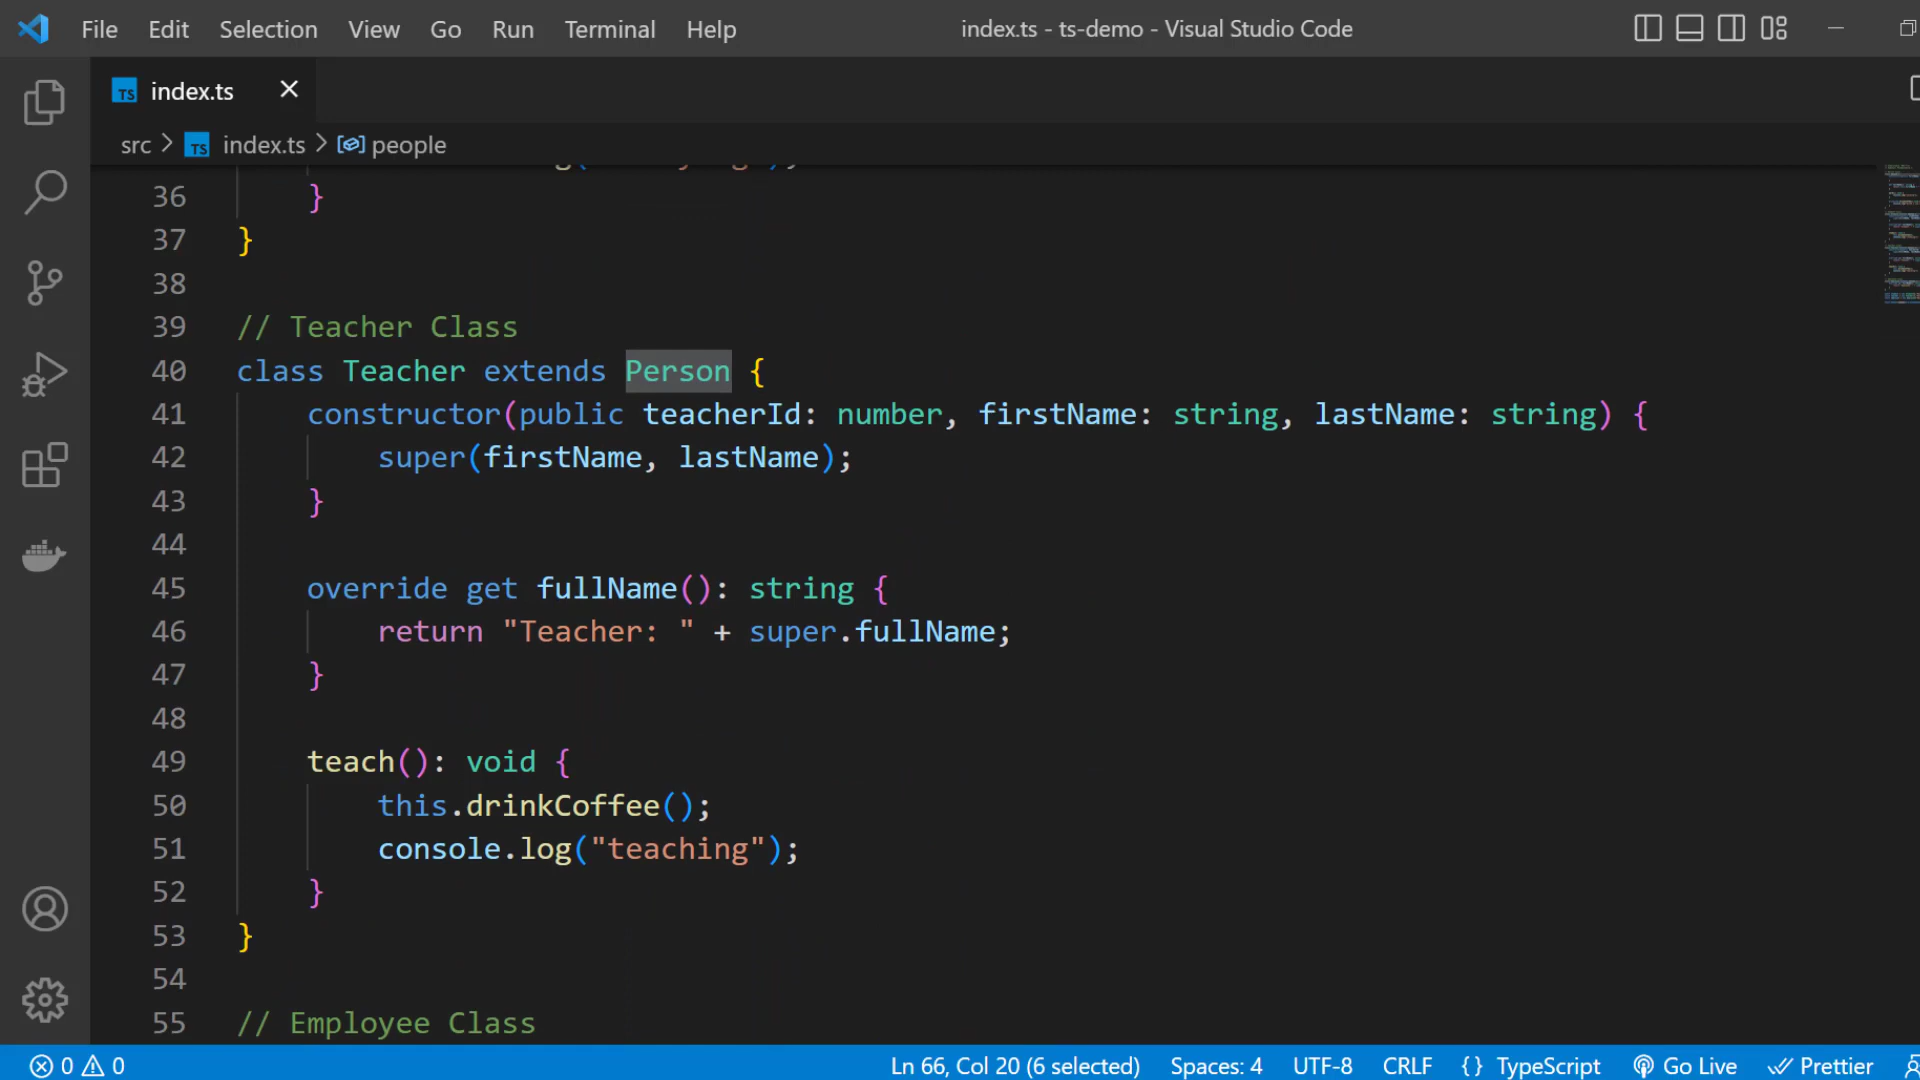 File Edit Selection View Go Run Terminal Help index.ts - ts-demo - Visual Studio Code
TS index.ts
src > TS index.ts > people
36 }
37 }
38
39 // Teacher Class
40 class Teacher extends Person {
41 constructor(public teacherId: number, firstName: string, lastName: string) {
42 super(firstName, lastName);
43 }
44
45 override get fullName(): string {
46 return "Teacher: " + super.fullName;
47 }
48
49 teach(): void {
50 this.drinkCoffee();
51 console.log("teaching");
52 }
53 }
54
55 // Employee Class
0 0 Ln 66, Col 20 (6 selected) Spaces: 4 UTF-8 CRLF {} TypeScript Go Live Prettier